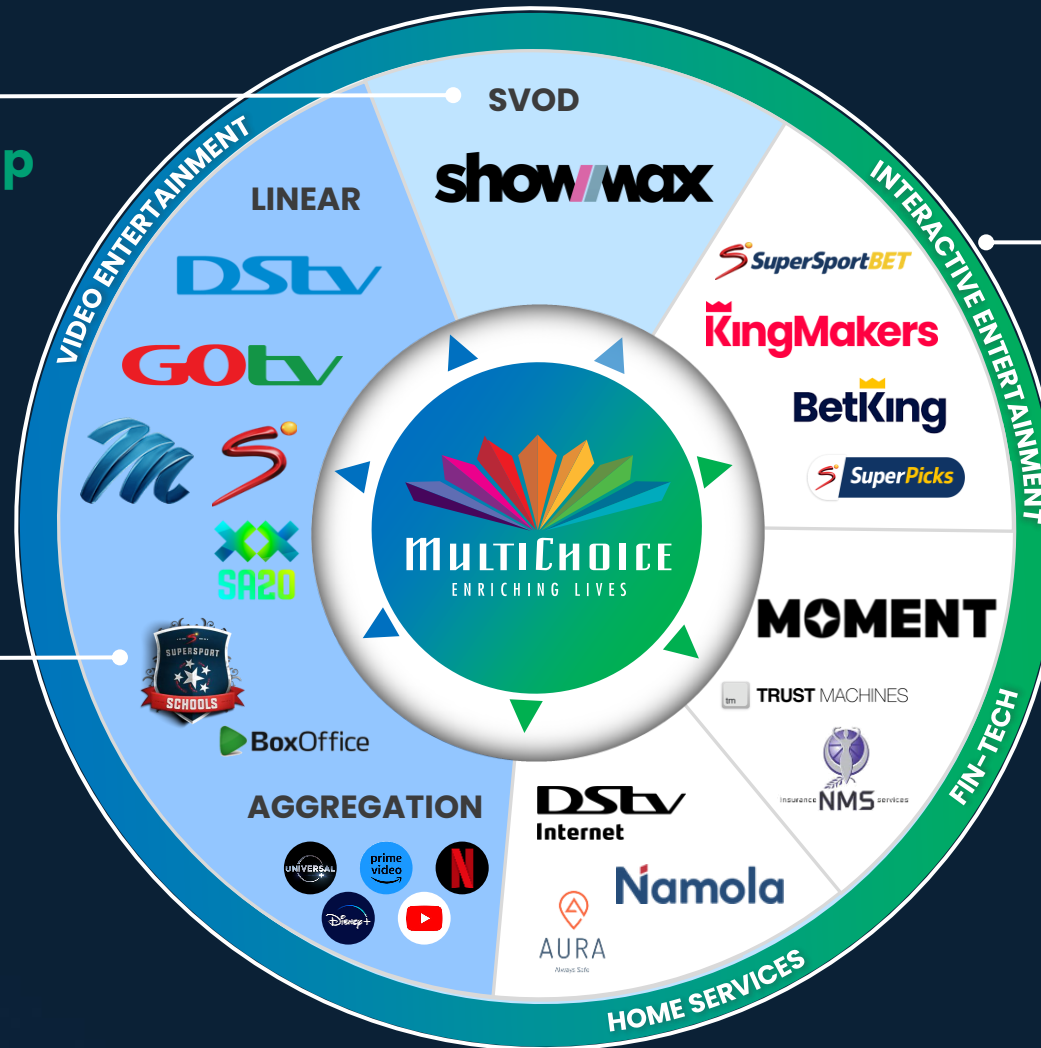 p
VIDEO ENTERTAINMENT
SVOD
showmax
LINEAR
DStv
GOtv
M
S
SA20
SUPERSPORT
SCHOOLS
BoxOffice
AGGREGATION
UNIVERSAL
prime
video
N
Disney+
INTERACTIVE ENTERTAINMENT
SuperSportBET
KingMakers
BetKing
SuperPicks
MULTICHOICE
ENRICHING LIVES
FIN-TECH
MOMENT
tm TRUST MACHINES
Insurance NMS services
HOME SERVICES
DStv
Internet
Namola
AURA
Always Safe